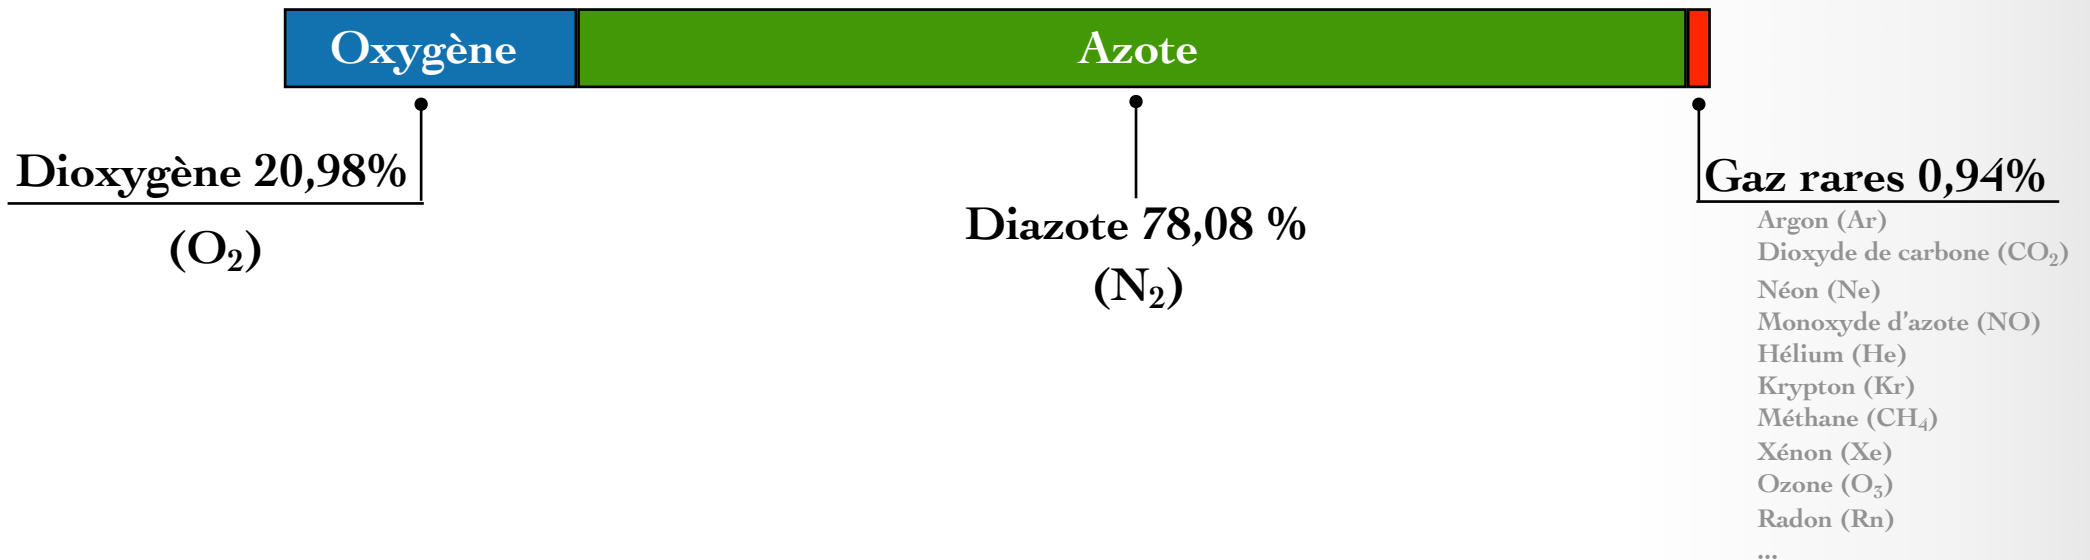 Oxygène
Azote
Dioxygène 20,98%
(O₂)
Diazote 78,08 %
(N₂)
Gaz rares 0,94%
Argon (Ar)
Dioxyde de carbone (CO₂)
Néon (Ne)
Monoxyde d’azote (NO)
Hélium (He)
Krypton (Kr)
Méthane (CH₄)
Xénon (Xe)
Ozone (O₃)
Radon (Rn)
...